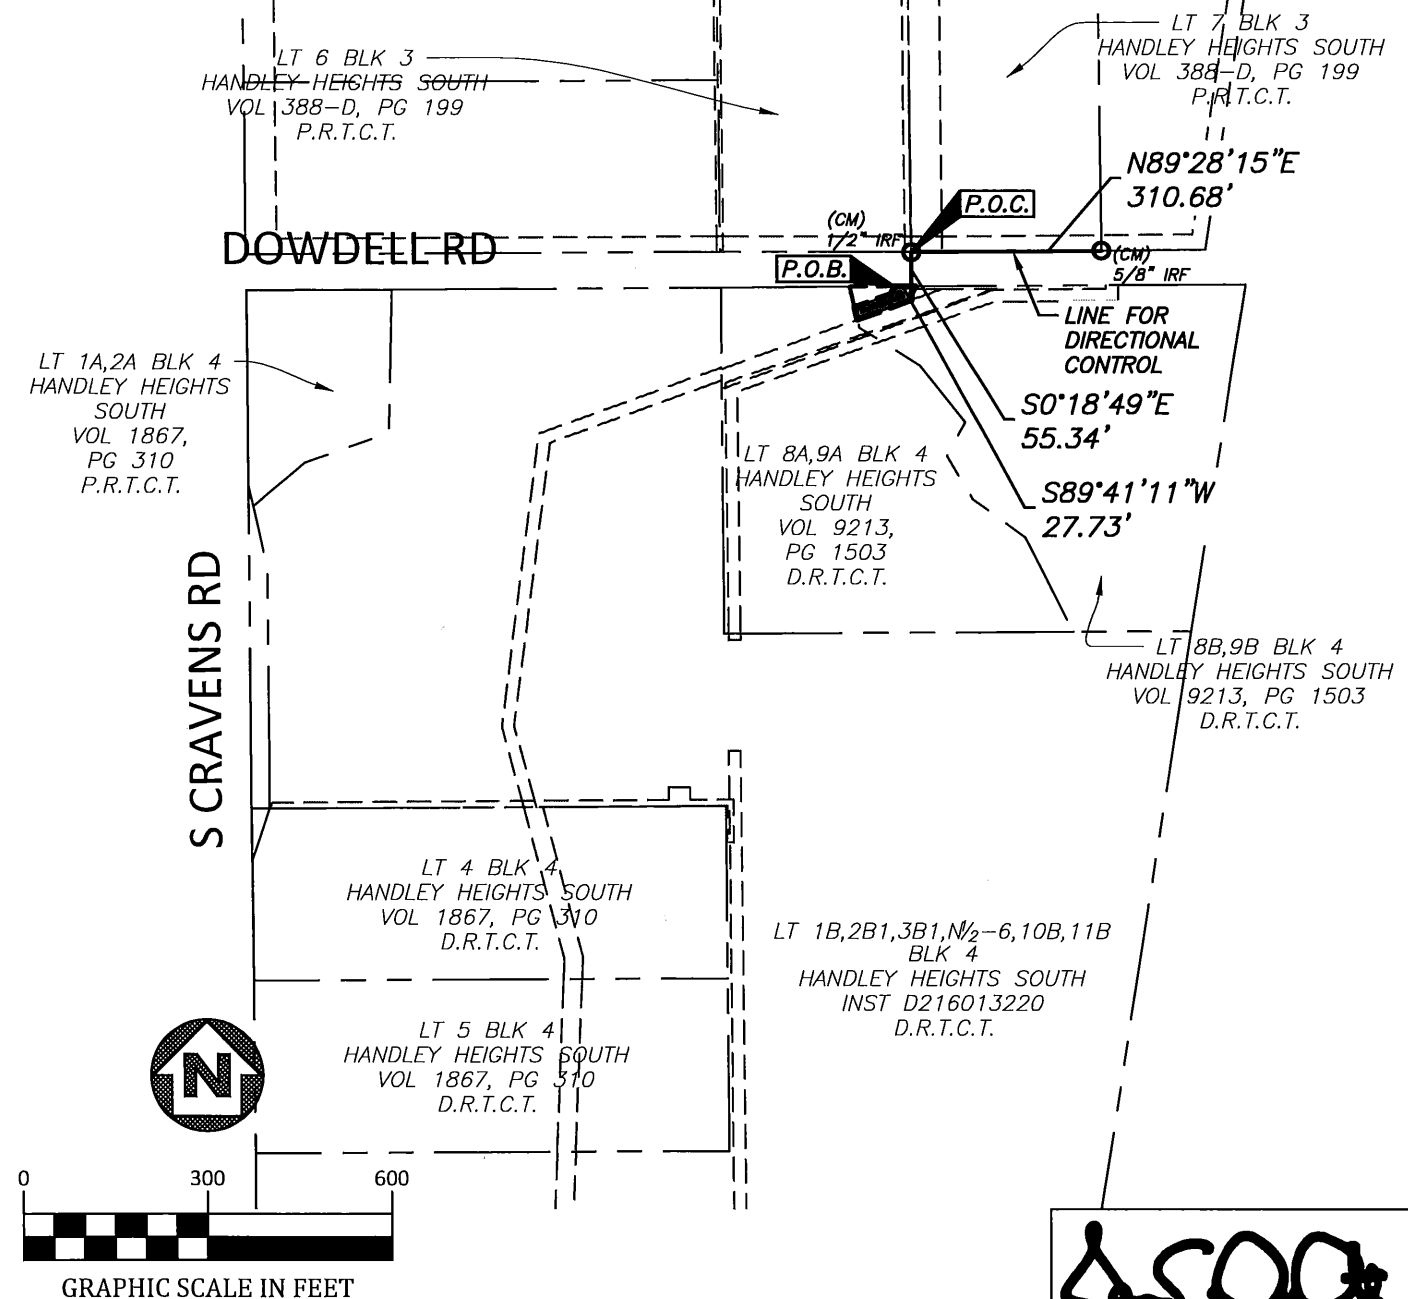 LT 7 BLK 3
HANDLEY HEIGHTS SOUTH
VOL 388-D, PG 199
P.R.T.C.T.
LT 6 BLK 3
HANDLEY HEIGHTS SOUTH
VOL 388-D, PG 199
P.R.T.C.T.
N89°28'15"E
310.68'
P.O.C.
(CM)
1/2" IRF
DOWDELL RD
P.O.B.
(CM)
5/8" IRF
LINE FOR
DIRECTIONAL
CONTROL
LT 1A,2A BLK 4
HANDLEY HEIGHTS
SOUTH
VOL 1867,
PG 310
P.R.T.C.T.
S0°18'49"E
55.34'
LT 8A,9A BLK 4
HANDLEY HEIGHTS
SOUTH
VOL 9213,
PG 1503
D.R.T.C.T.
S89°41'11"W
27.73'
S CRAVENS RD
LT 8B,9B BLK 4
HANDLEY HEIGHTS SOUTH
VOL 9213, PG 1503
D.R.T.C.T.
LT 4 BLK 4
HANDLEY HEIGHTS SOUTH
VOL 1867, PG 310
D.R.T.C.T.
LT 1B,2B1,3B1,N½-6,10B,11B
BLK 4
HANDLEY HEIGHTS SOUTH
INST D216013220
D.R.T.C.T.
LT 5 BLK 4
HANDLEY HEIGHTS SOUTH
VOL 1867, PG 310
D.R.T.C.T.
N
0 300 600
GRAPHIC SCALE IN FEET